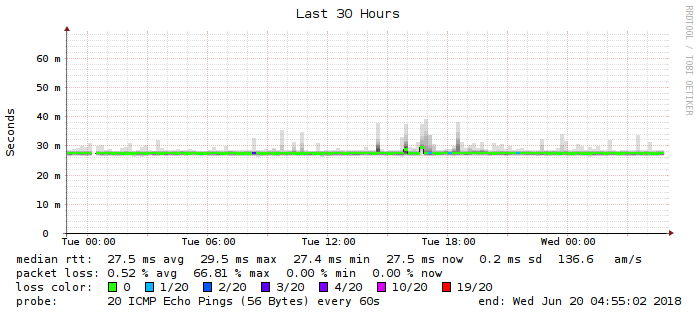 Last 30 Hours
RRDTOOL / TOBI OETIKER
Seconds
60 m
50 m
40 m
30 m
20 m
10 m
0
Tue 00:00 Tue 06:00 Tue 12:00 Tue 18:00 Wed 00:00
median rtt: 27.5 ms avg 29.5 ms max 27.4 ms min 27.5 ms now 0.2 ms sd 136.6 am/s
packet loss: 0.52 % avg 66.81 % max 0.00 % min 0.00 % now
loss color: 0 1/20 2/20 3/20 4/20 10/20 19/20
probe: 20 ICMP Echo Pings (56 Bytes) every 60s end: Wed Jun 20 04:55:02 2018